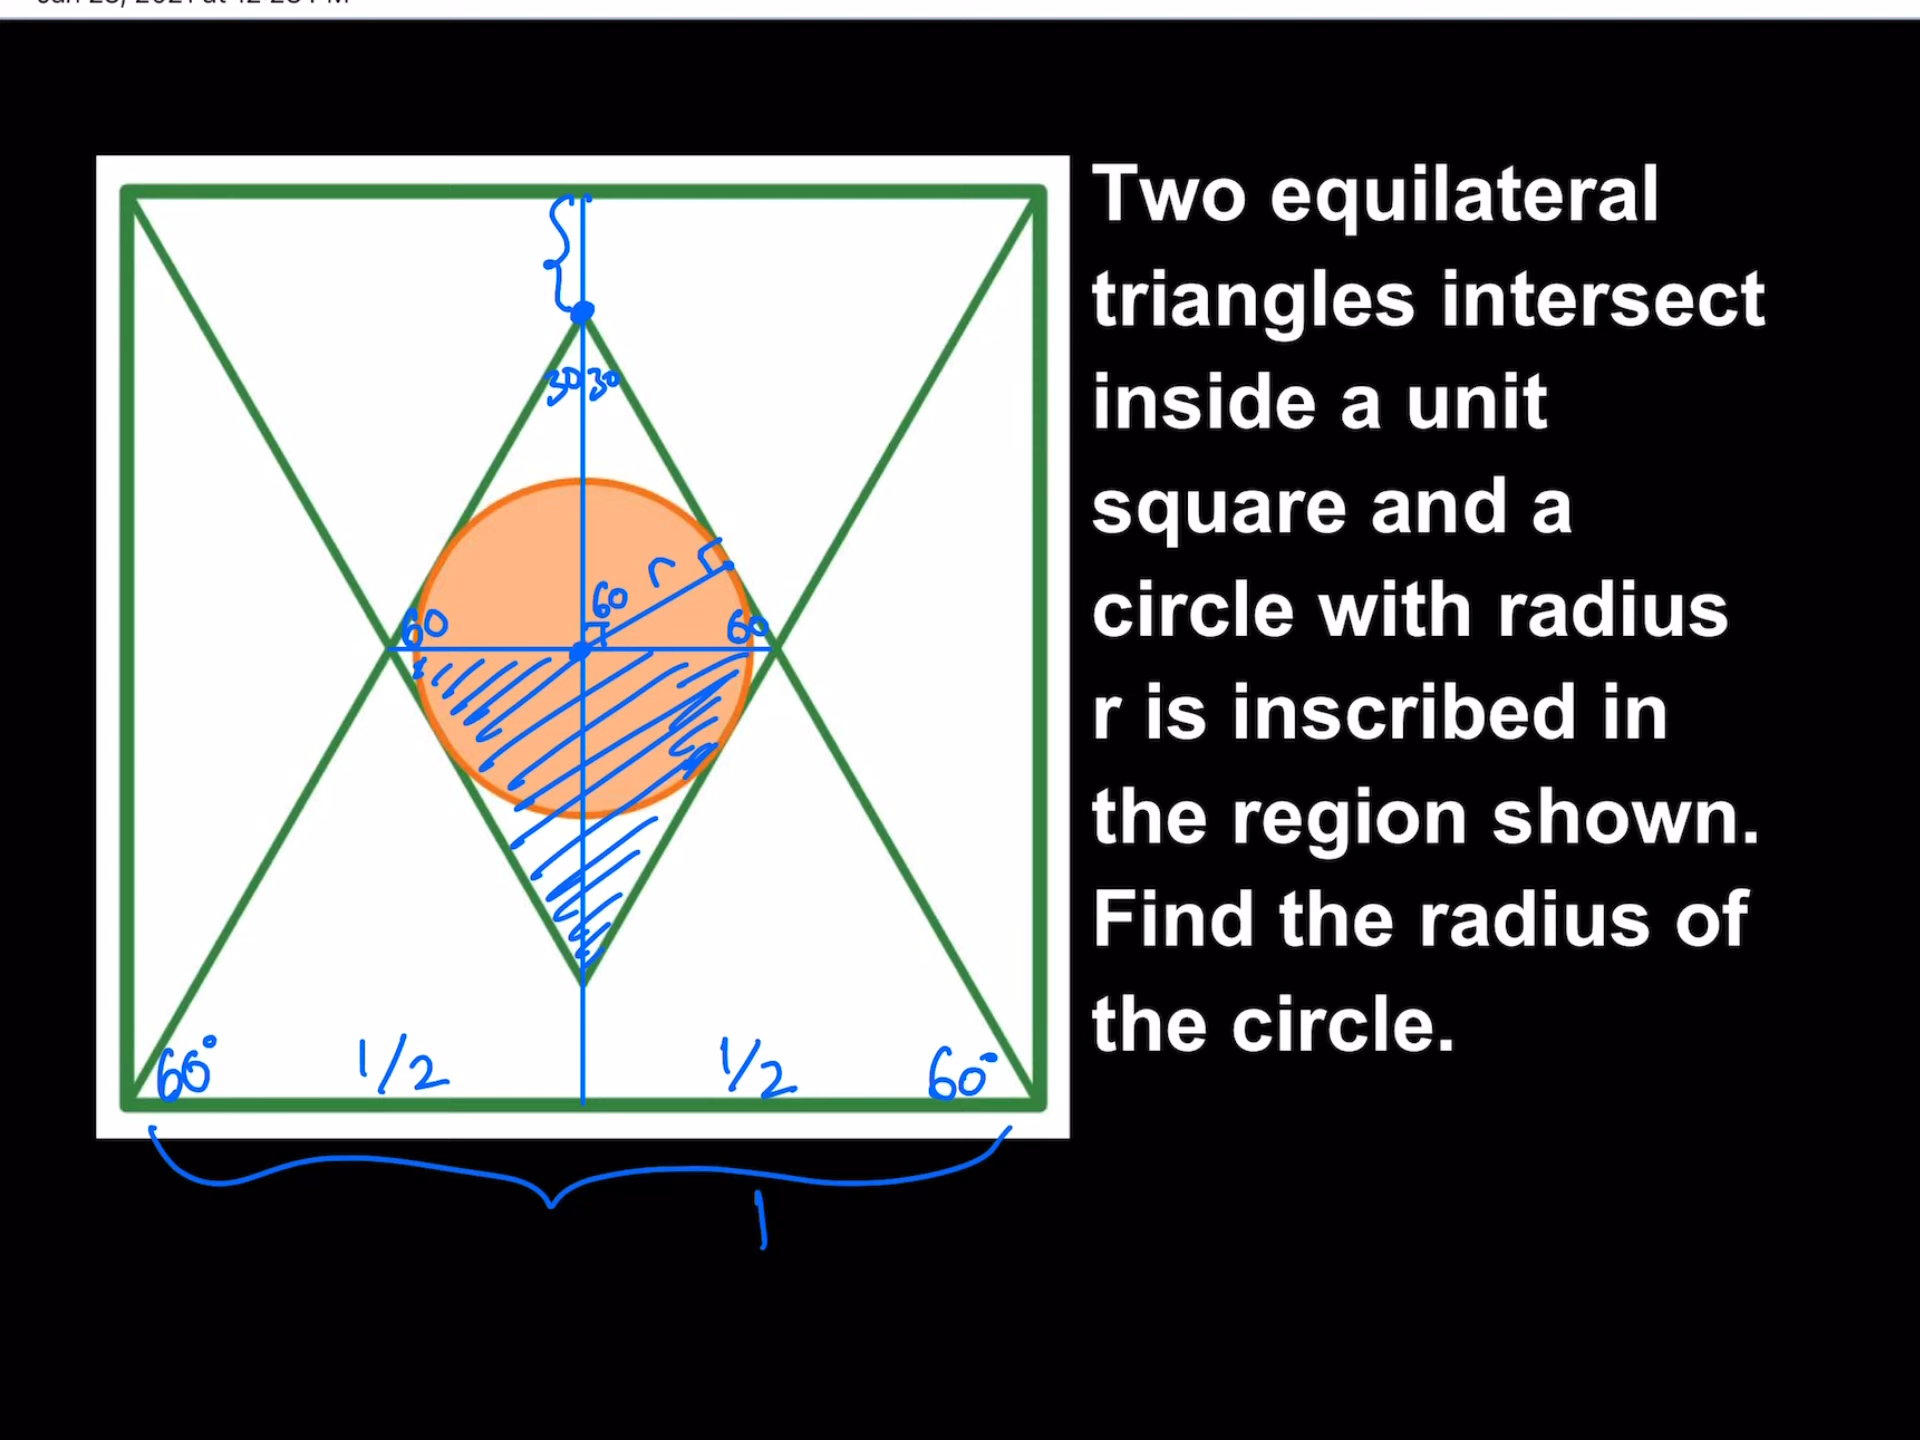 Two equilateral
triangles intersect
inside a unit
square and a
circle with radius
r is inscribed in
the region shown.
Find the radius of
the circle.
30 30
r
60
60 60
60° 1/2 1/2 60°
1